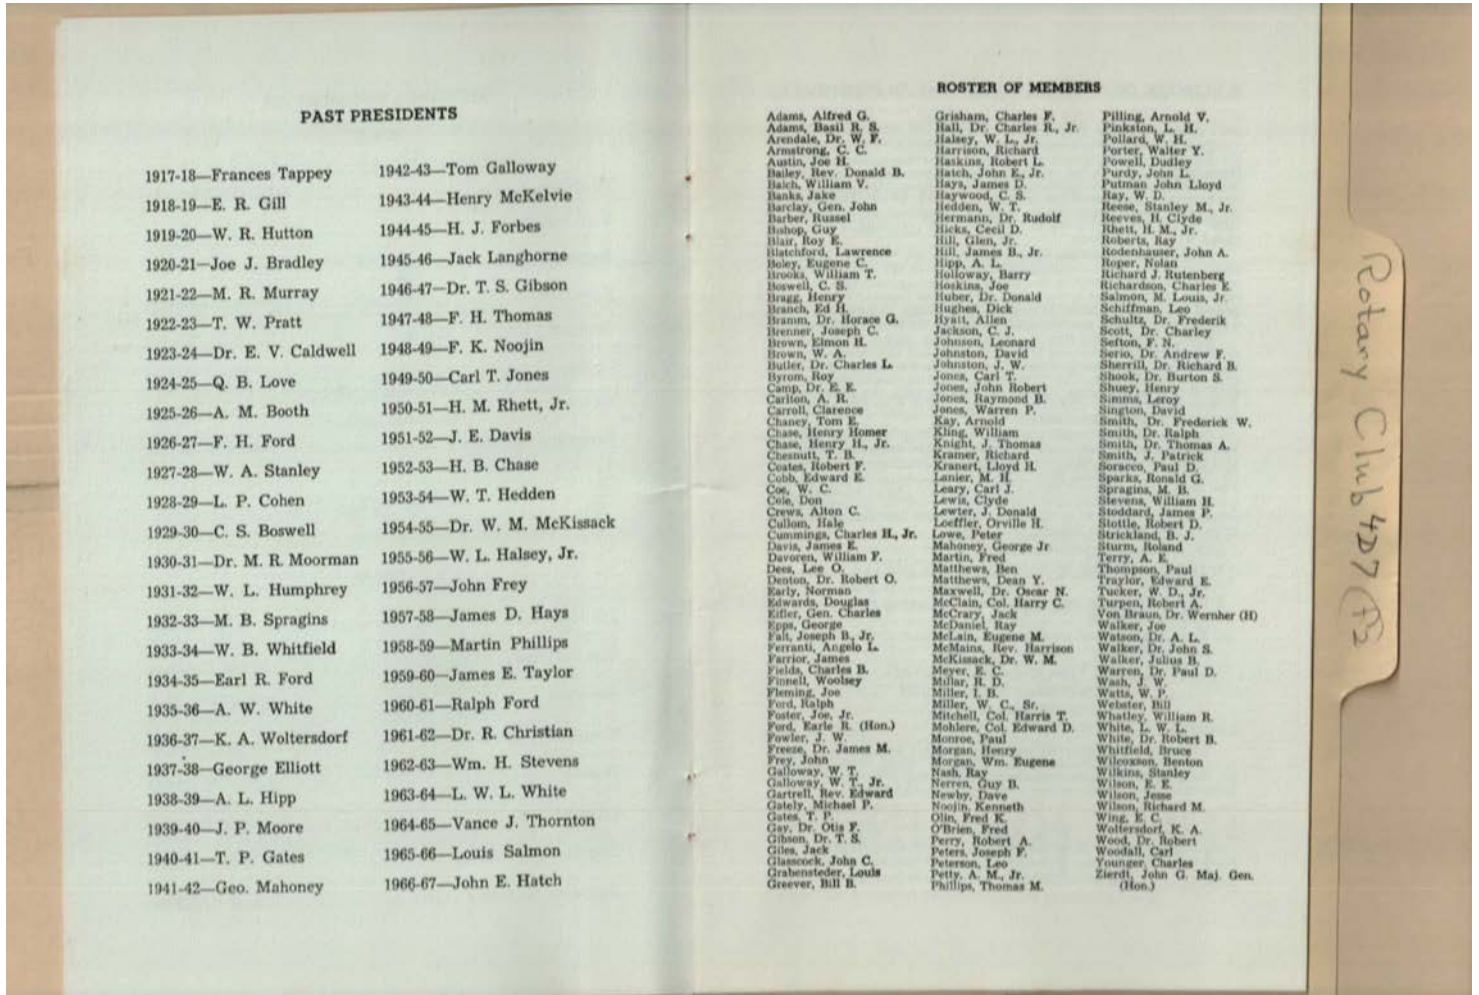 PAST PRESIDENTS
1917-18—Frances Tappey
1918-19—E. R. Gill
1919-20—W. R. Hutton
1920-21—Joe J. Bradley
1921-22—M. R. Murray
1922-23—T. W. Pratt
1923-24—Dr. E. V. Caldwell
1924-25—Q. B. Love
1925-26—A. M. Booth
1926-27—F. H. Ford
1927-28—W. A. Stanley
1928-29—L. P. Cohen
1929-30—C. S. Boswell
1930-31—Dr. M. R. Moorman
1931-32—W. L. Humphrey
1932-33—M. B. Spragins
1933-34—W. B. Whitfield
1934-35—Earl R. Ford
1935-36—A. W. White
1936-37—K. A. Woltersdorf
1937-38—George Elliott
1938-39—A. L. Hipp
1939-40—J. P. Moore
1940-41—T. P. Gates
1941-42—Geo. Mahoney
1942-43—Tom Galloway
1943-44—Henry McKelvie
1944-45—H. J. Forbes
1945-46—Jack Langhorne
1946-47—Dr. T. S. Gibson
1947-48—F. H. Thomas
1948-49—F. K. Noojin
1949-50—Carl T. Jones
1950-51—H. M. Rhett, Jr.
1951-52—J. E. Davis
1952-53—H. B. Chase
1953-54—W. T. Hedden
1954-55—Dr. W. M. McKissack
1955-56—W. L. Halsey, Jr.
1956-57—John Frey
1957-58—James D. Hays
1958-59—Martin Phillips
1959-60—James E. Taylor
1960-61—Ralph Ford
1961-62—Dr. R. Christian
1962-63—Wm. H. Stevens
1963-64—L. W. L. White
1964-65—Vance J. Thornton
1965-66—Louis Salmon
1966-67—John E. Hatch
ROSTER OF MEMBERS
Adams, Alfred G.
Adams, Basil R. S.
Arendale, Dr. W. F.
Armstrong, C. C.
Austin, Joe H.
Bailey, Rev. Donald B.
Balch, William V.
Banks, Jake
Barclay, Gen. John
Barber, Russel
Bishop, Guy
Blair, Roy E.
Blatchford, Lawrence
Boley, Eugene C.
Brooks, William T.
Boswell, C. S.
Bragg, Henry
Branch, Ed H.
Bramm, Dr. Horace G.
Brenner, Joseph C.
Brown, Elmon H.
Brown, W. A.
Butler, Dr. Charles L.
Byrom, Roy
Camp, Dr. E. E.
Carlton, A. R.
Carroll, Clarence
Chaney, Tom E.
Chase, Henry Homer
Chase, Henry H., Jr.
Chesnutt, T. B.
Coates, Robert F.
Cobb, Edward E.
Coe, W. C.
Cole, Don
Crews, Alton C.
Cullom, Hale
Cummings, Charles H., Jr.
Davis, James E.
Davoren, William F.
Dees, Lee O.
Denton, Dr. Robert O.
Early, Norman
Edwards, Douglas
Eifler, Gen. Charles
Epps, George
Falt, Joseph B., Jr.
Ferranti, Angelo L.
Farrior, James
Fields, Charles B.
Finnell, Woolsey
Fleming, Joe
Ford, Ralph
Foster, Joe, Jr.
Ford, Earle R. (Hon.)
Fowler, J. W.
Freeze, Dr. James M.
Frey, John
Galloway, W. T.
Galloway, W. T., Jr.
Gartrell, Rev. Edward
Gately, Michael P.
Gates, T. P.
Gay, Dr. Otis F.
Gibson, Dr. T. S.
Giles, Jack
Glasscock, John C.
Grabensteder, Louis
Greever, Bill B.
Grisham, Charles F.
Hall, Dr. Charles R., Jr.
Halsey, W. L., Jr.
Harrison, Richard
Haskins, Robert L.
Hatch, John E., Jr.
Hays, James D.
Haywood, C. S.
Hedden, W. T.
Hermann, Dr. Rudolf
Hicks, Cecil D.
Hill, Glen, Jr.
Hill, James B., Jr.
Hipp, A. L.
Holloway, Barry
Hoskins, Joe
Huber, Dr. Donald
Hughes, Dick
Hyatt, Allen
Jackson, C. J.
Johnson, Leonard
Johnston, David
Johnston, J. W.
Jones, Carl T.
Jones, John Robert
Jones, Raymond B.
Jones, Warren P.
Kay, Arnold
Kling, William
Knight, J. Thomas
Kramer, Richard
Kranert, Lloyd H.
Lanier, M. H.
Leary, Carl J.
Lewis, Clyde
Lewter, J. Donald
Loeffler, Orville H.
Lowe, Peter
Mahoney, George Jr
Martin, Fred
Matthews, Ben
Matthews, Dean Y.
Maxwell, Dr. Oscar N.
McClain, Col. Harry C.
McCrary, Jack
McDaniel, Ray
McLain, Eugene M.
McMains, Rev. Harrison
McKissack, Dr. W. M.
Meyer, E. C.
Millar, R. D.
Miller, I. B.
Miller, W. C., Sr.
Mitchell, Col. Harris T.
Mohlere, Col. Edward D.
Monroe, Paul
Morgan, Henry
Morgan, Wm. Eugene
Nash, Ray
Nerren, Guy B.
Newby, Dave
Noojin, Kenneth
Olin, Fred K.
O'Brien, Fred
Perry, Robert A.
Peters, Joseph F.
Peterson, Leo
Petty, A. M., Jr.
Phillips, Thomas M.
Pilling, Arnold V.
Pinkston, L. H.
Pollard, W. H.
Porter, Walter Y.
Powell, Dudley
Purdy, John L.
Putman John Lloyd
Ray, W. D.
Reese, Stanley M., Jr.
Reeves, H. Clyde
Rhett, H. M., Jr.
Roberts, Ray
Rodenhauser, John A.
Roper, Nolan
Richard J. Rutenberg
Richardson, Charles E.
Salmon, M. Louis, Jr.
Schiffman, Leo
Schultz, Dr. Frederik
Scott, Dr. Charley
Sefton, F. N.
Serio, Dr. Andrew F.
Sherrill, Dr. Richard B.
Shook, Dr. Burton S.
Shuey, Henry
Simms, Leroy
Sington, David
Smith, Dr. Frederick W.
Smith, Dr. Ralph
Smith, Dr. Thomas A.
Smith, J. Patrick
Soracco, Paul D.
Sparks, Ronald G.
Spragins, M. B.
Stevens, William H.
Stoddard, James P.
Stottle, Robert D.
Strickland, B. J.
Sturm, Roland
Terry, A. E.
Thompson, Paul
Traylor, Edward E.
Tucker, W. D., Jr.
Turpen, Robert A.
Von Braun, Dr. Wernher (H)
Walker, Joe
Watson, Dr. A. L.
Walker, Dr. John S.
Walker, Julius B.
Warren, Dr. Paul D.
Wash, J. W.
Watts, W. P.
Webster, Bill
Whatley, William R.
White, L. W. L.
White, Dr. Robert B.
Whitfield, Bruce
Wilcoxson, Benton
Wilkins, Stanley
Wilson, E. E.
Wilson, Jesse
Wilson, Richard M.
Wing, E. C.
Woltersdorf, K. A.
Wood, Dr. Robert
Woodall, Carl
Younger, Charles
Zierdt, John G. Maj. Gen.
(Hon.)
Rotary Club 4D7